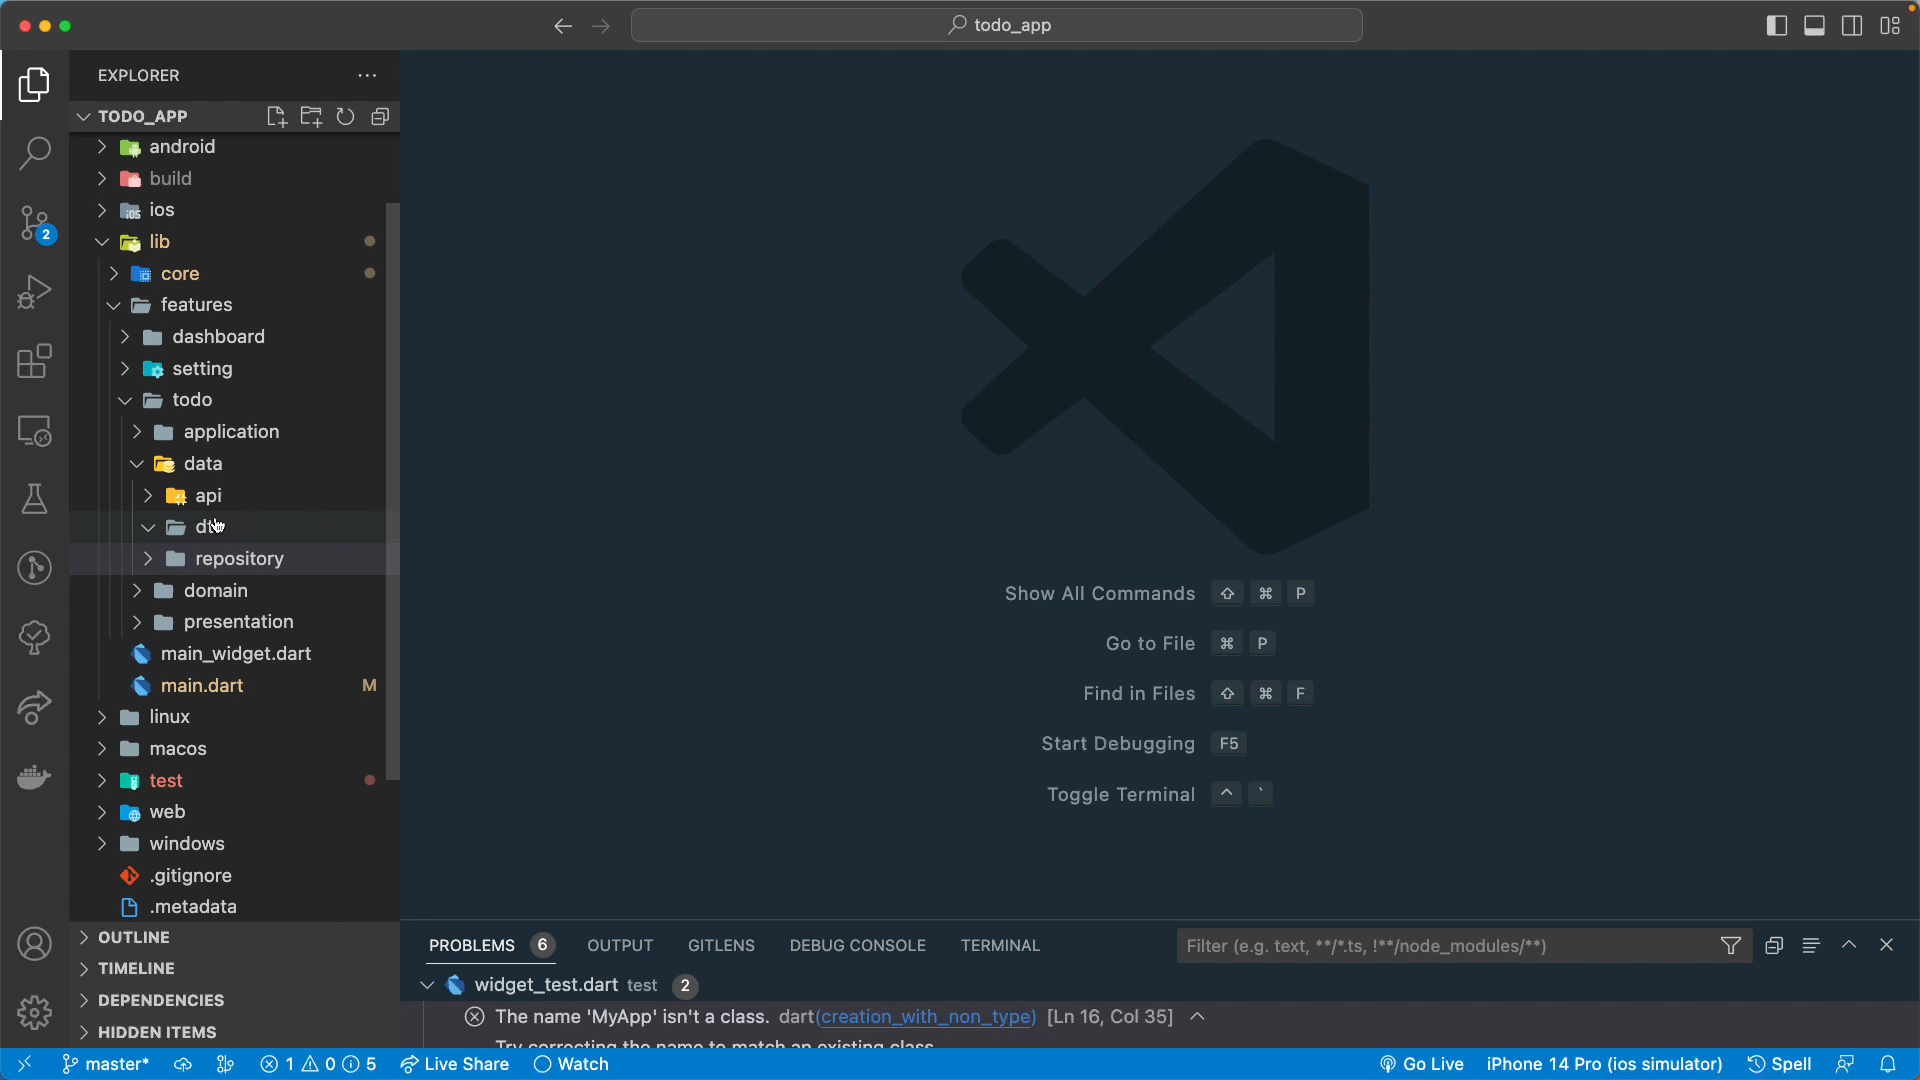 todo_app
EXPLORER
TODO_APP
android
build
ios
lib
core
features
dashboard
setting
todo
application
data
api
repository
domain
presentation
main_widget.dart
main.dart M
linux
macos
test
web
windows
.gitignore
.metadata
OUTLINE
TIMELINE
DEPENDENCIES
HIDDEN ITEMS
2
Show All Commands ⇧ ⌘ P
Go to File ⌘ P
Find in Files ⇧ ⌘ F
Start Debugging F5
Toggle Terminal ^ `
PROBLEMS 6 OUTPUT GITLENS DEBUG CONSOLE TERMINAL Filter (e.g. text, **/*.ts, !**/node_modules/**)
widget_test.dart test 2
The name 'MyApp' isn't a class. dart(creation_with_non_type) [Ln 16, Col 35]
Try correcting the name to match an existing class
master* 1 0 5 Live Share Watch Go Live iPhone 14 Pro (ios simulator) Spell